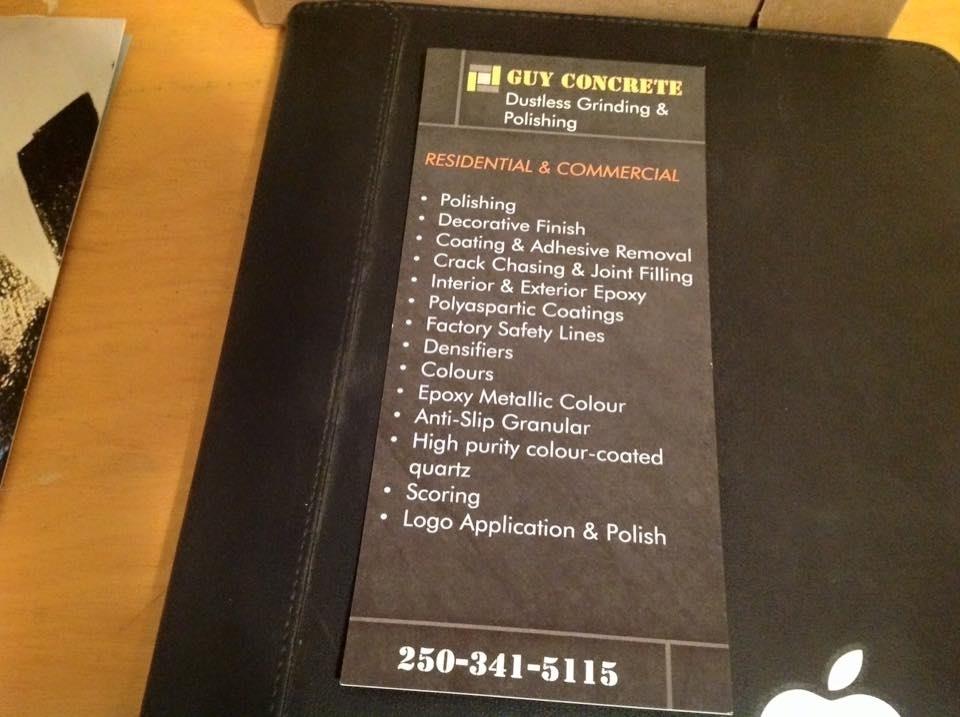 GUY CONCRETE
Dustless Grinding &
Polishing
RESIDENTIAL & COMMERCIAL
• Polishing
• Decorative Finish
• Coating & Adhesive Removal
• Crack Chasing & Joint Filling
• Interior & Exterior Epoxy
• Polyaspartic Coatings
• Factory Safety Lines
• Densifiers
• Colours
• Epoxy Metallic Colour
• Anti-Slip Granular
• High purity colour-coated
quartz
• Scoring
• Logo Application & Polish
250-341-5115